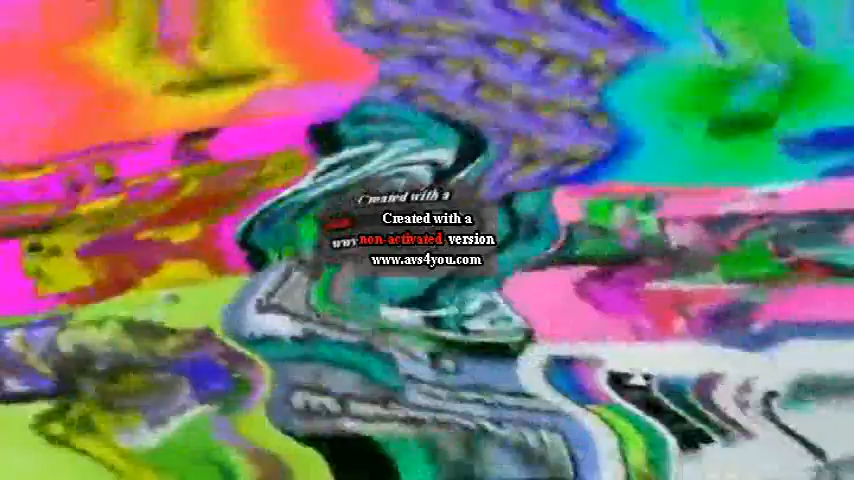 Created with a
Created with a
non-activated version
www.avs4you.com